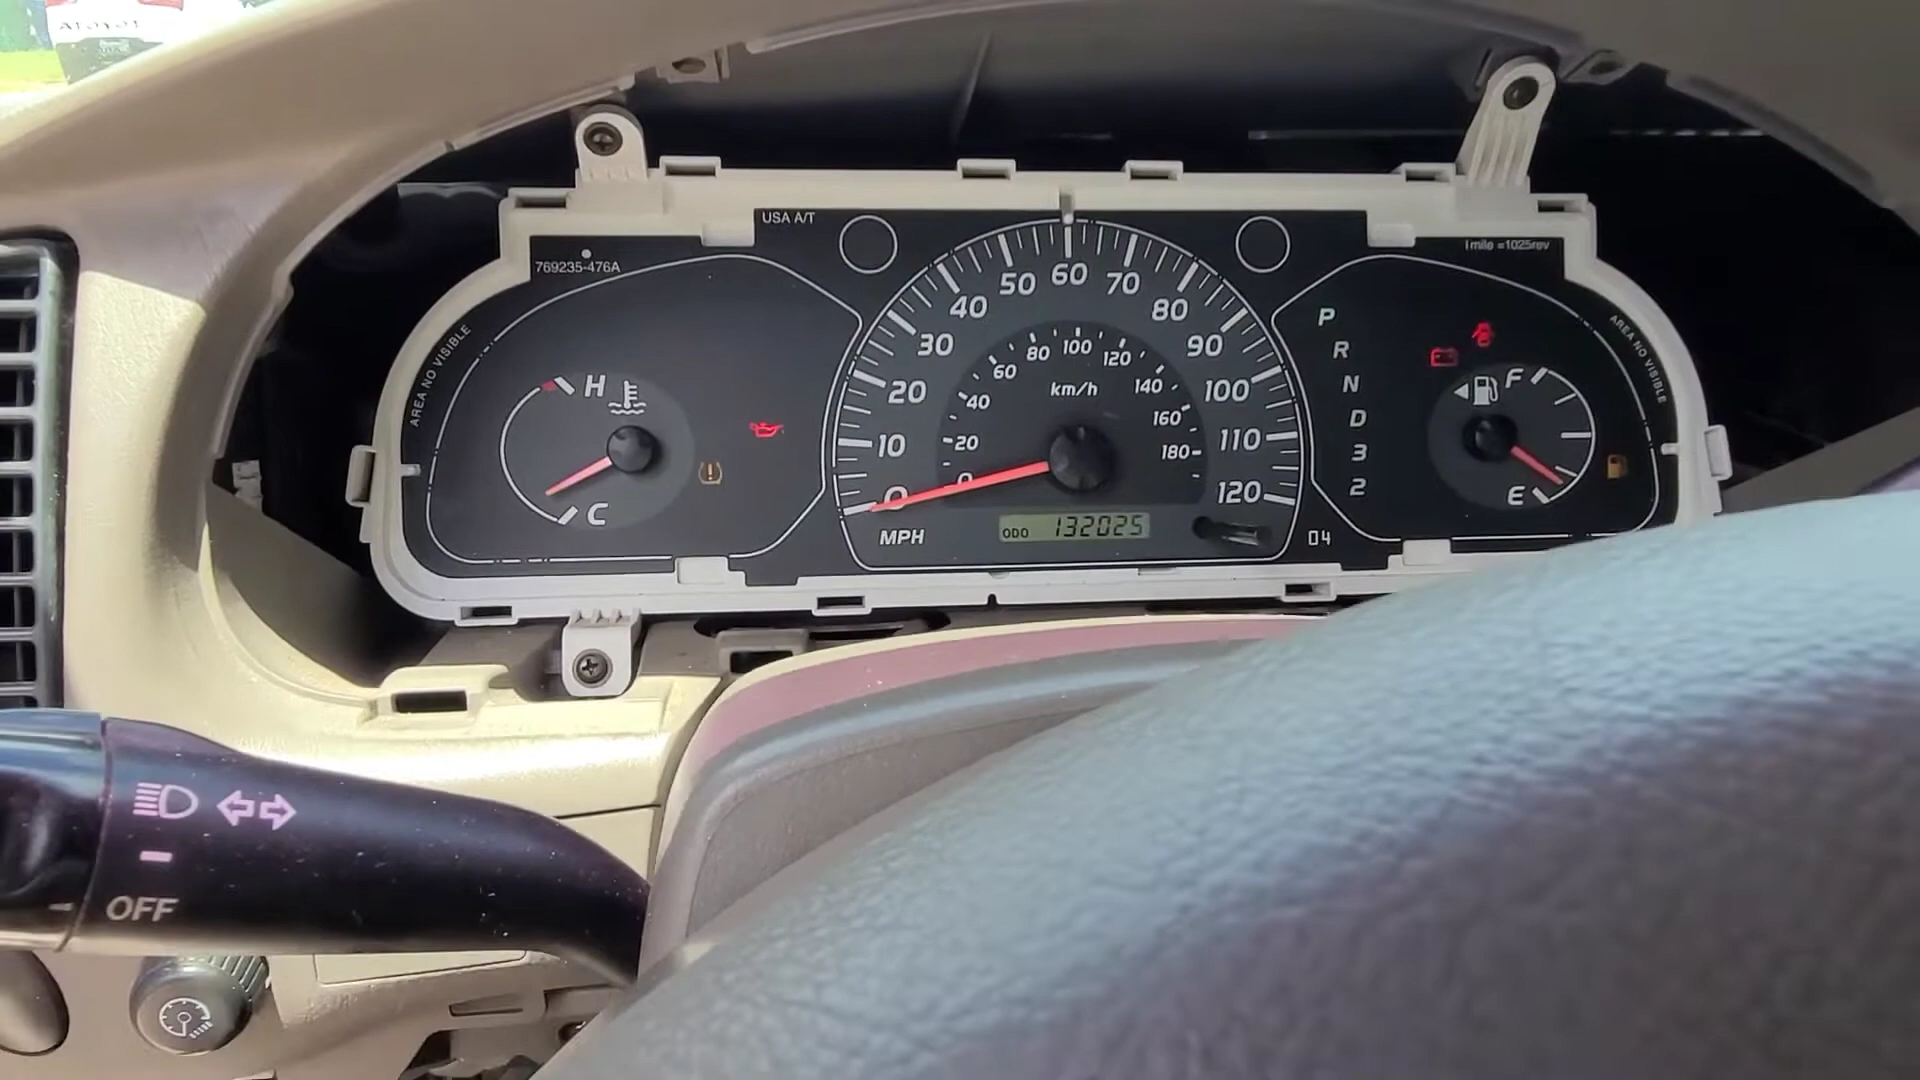 USA A/T
1 mile =1025rev
769235-476A
AREA NO VISIBLE
AREA NO VISIBLE
H
C
0
10
20
30
40
50
60
70
80
90
100
110
120
0
20
40
60
80
100
120
140
160
180
km/h
MPH
ODO 132025
P
R
N
D
3
2
04
F
E
OFF